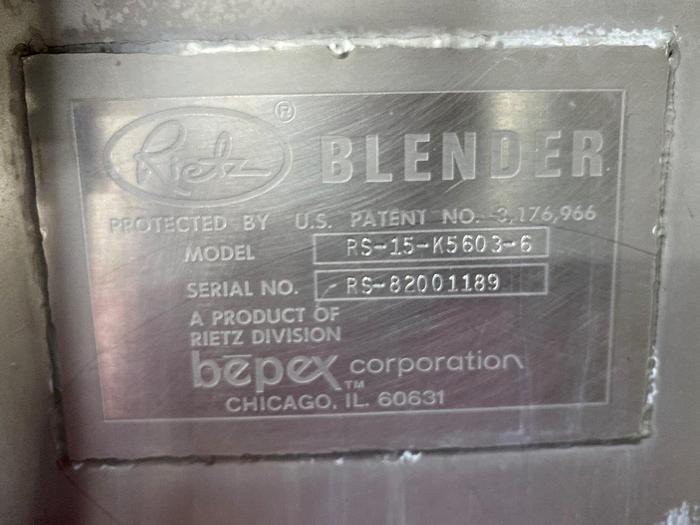 Rietz ® BLENDER
PROTECTED BY U.S. PATENT NO. 3,176,966
MODEL RS-15-K5603-6
SERIAL NO. RS-82001189
A PRODUCT OF
RIETZ DIVISION
bēpex™ corporation
CHICAGO, IL. 60631